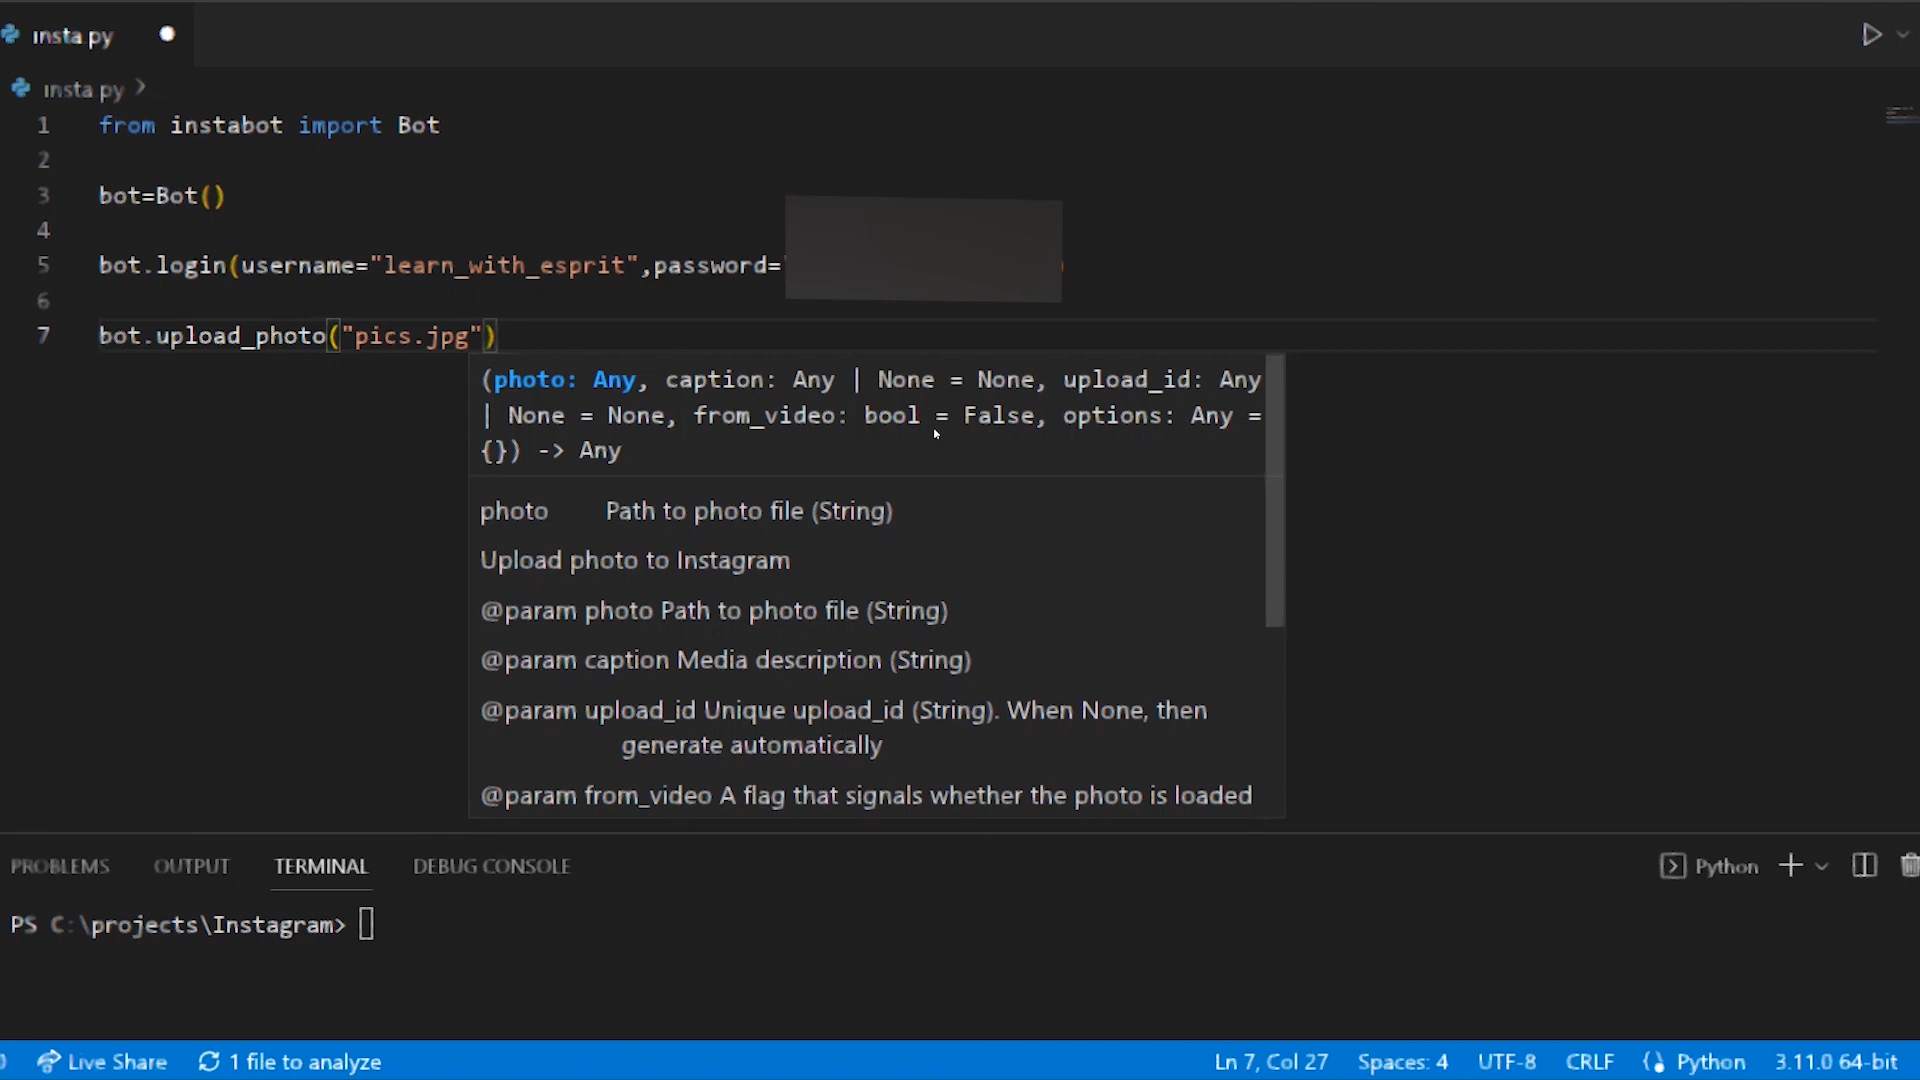 insta.py
insta.py >
1 from instabot import Bot
2
3 bot=Bot()
4
5 bot.login(username="learn_with_esprit",password=
6
7 bot.upload_photo("pics.jpg")
(photo: Any, caption: Any | None = None, upload_id: Any
| None = None, from_video: bool = False, options: Any =
{}) -> Any
photo Path to photo file (String)
Upload photo to Instagram
@param photo Path to photo file (String)
@param caption Media description (String)
@param upload_id Unique upload_id (String). When None, then
generate automatically
@param from_video A flag that signals whether the photo is loaded
PROBLEMS OUTPUT TERMINAL DEBUG CONSOLE Python
PS C:\projects\Instagram>
Live Share 1 file to analyze Ln 7, Col 27 Spaces: 4 UTF-8 CRLF Python 3.11.0 64-bit